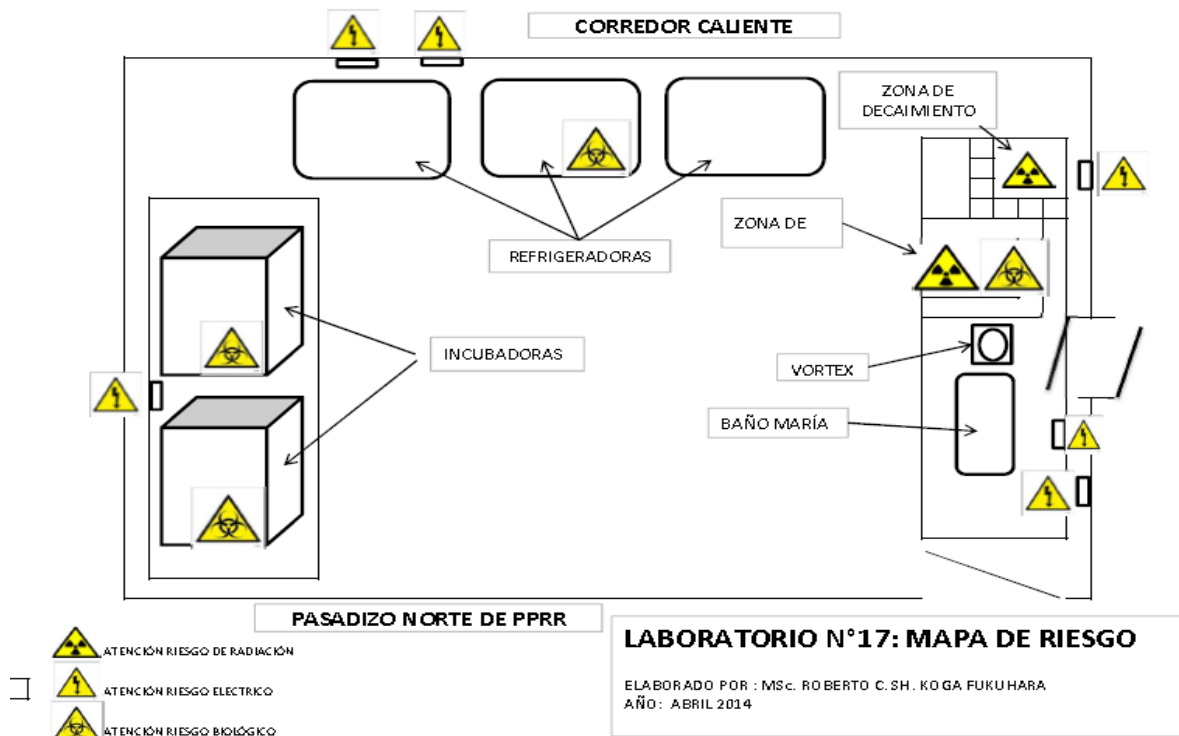 CORREDOR CALIENTE
ZONA DE
DECAIMIENTO
ZONA DE
REFRIGERADORAS
INCUBADORAS
VORTEX
BAÑO MARÍA
PASADIZO NORTE DE PPRR
LABORATORIO N°17: MAPA DE RIESGO
ELABORADO POR : MSc. ROBERTO C. SH. KOGA FUKUHARA
AÑO : ABRIL 2014
ATENCIÓN RIESGO DE RADIACIÓN
ATENCIÓN RIESGO ELECTRICO
ATENCIÓN RIESGO BIOLÓGICO